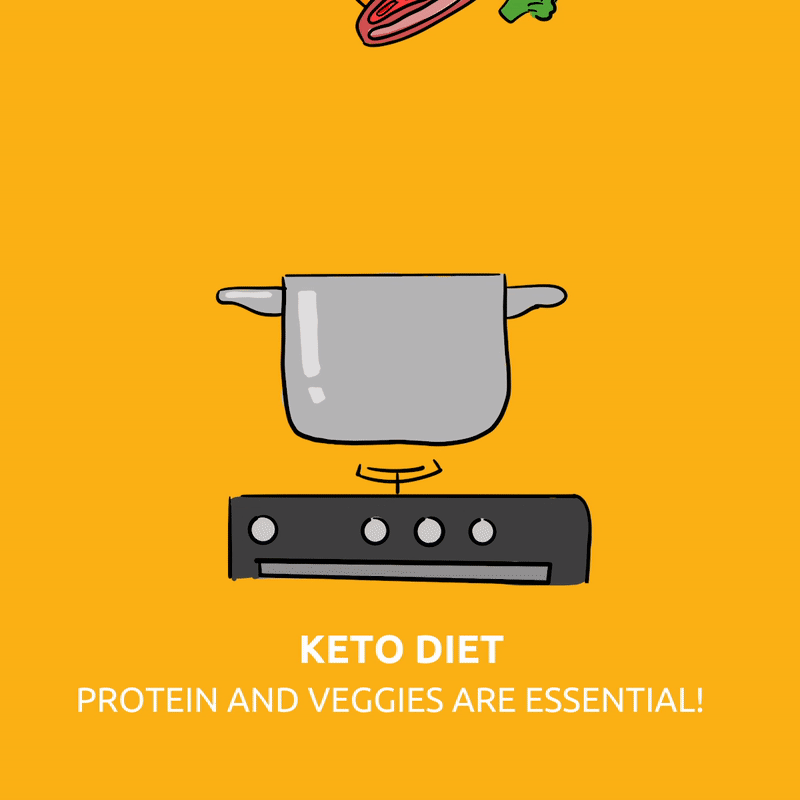 KETO DIET
PROTEIN AND VEGGIES ARE ESSENTIAL!